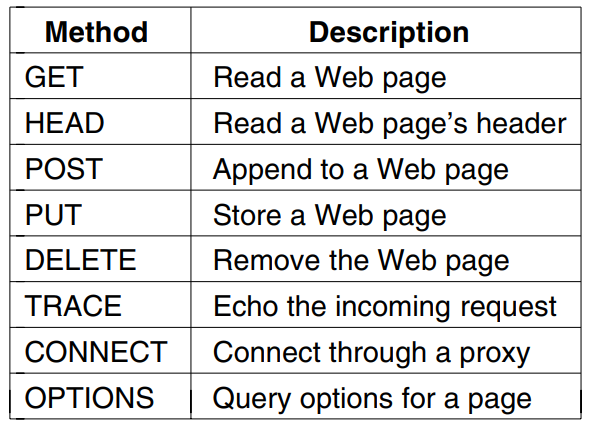 Method Description
GET Read a Web page
HEAD Read a Web page’s header
POST Append to a Web page
PUT Store a Web page
DELETE Remove the Web page
TRACE Echo the incoming request
CONNECT Connect through a proxy
OPTIONS Query options for a page